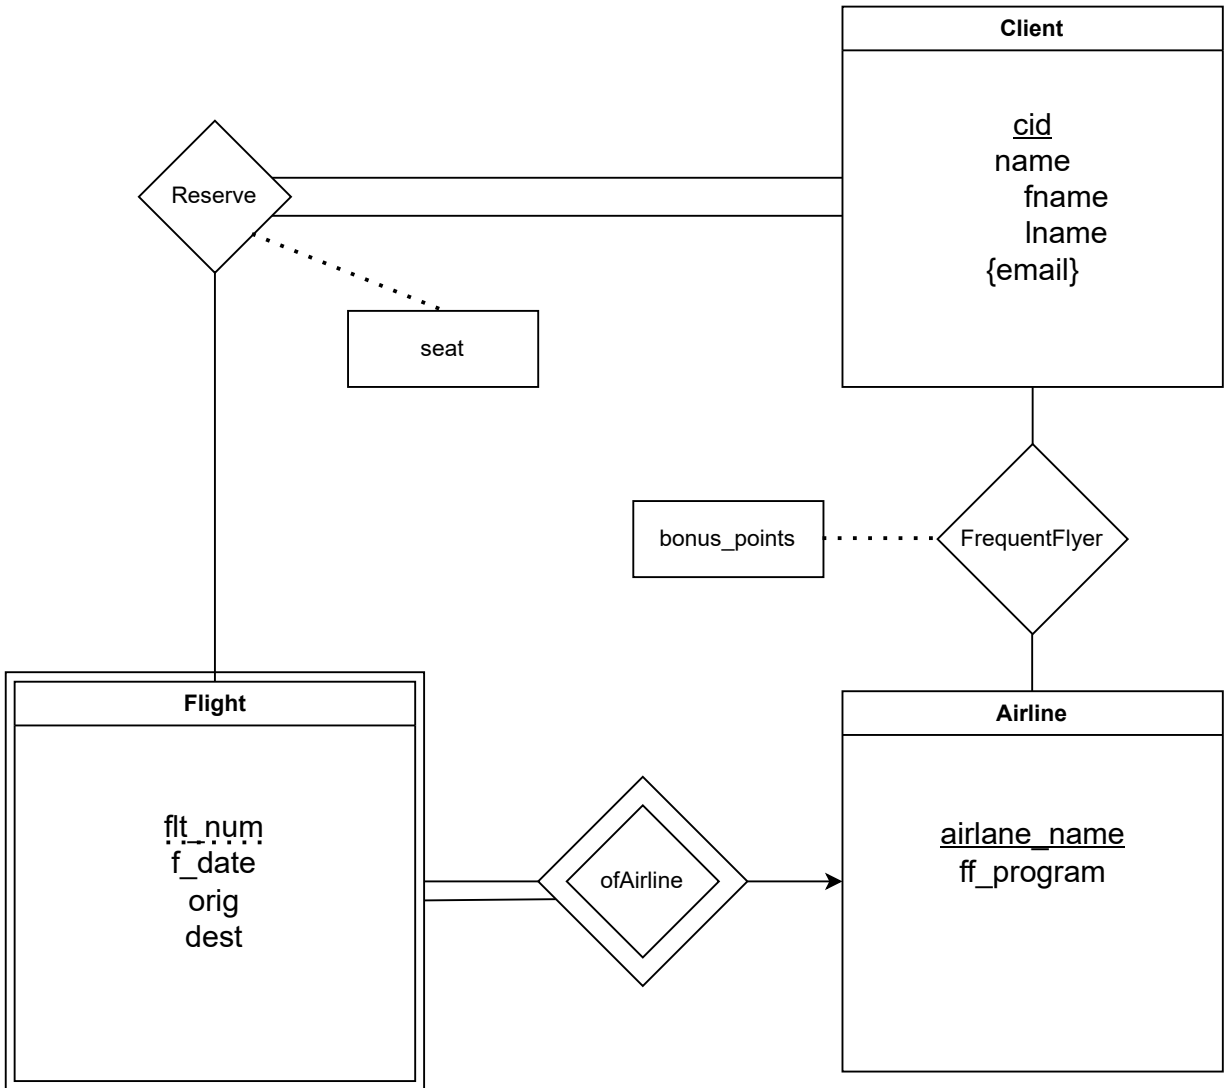 Client
cid
name
fname
lname
{email}
Reserve
seat
bonus_points
FrequentFlyer
Flight
flt_num
f_date
orig
dest
ofAirline
Airline
airlane_name
ff_program